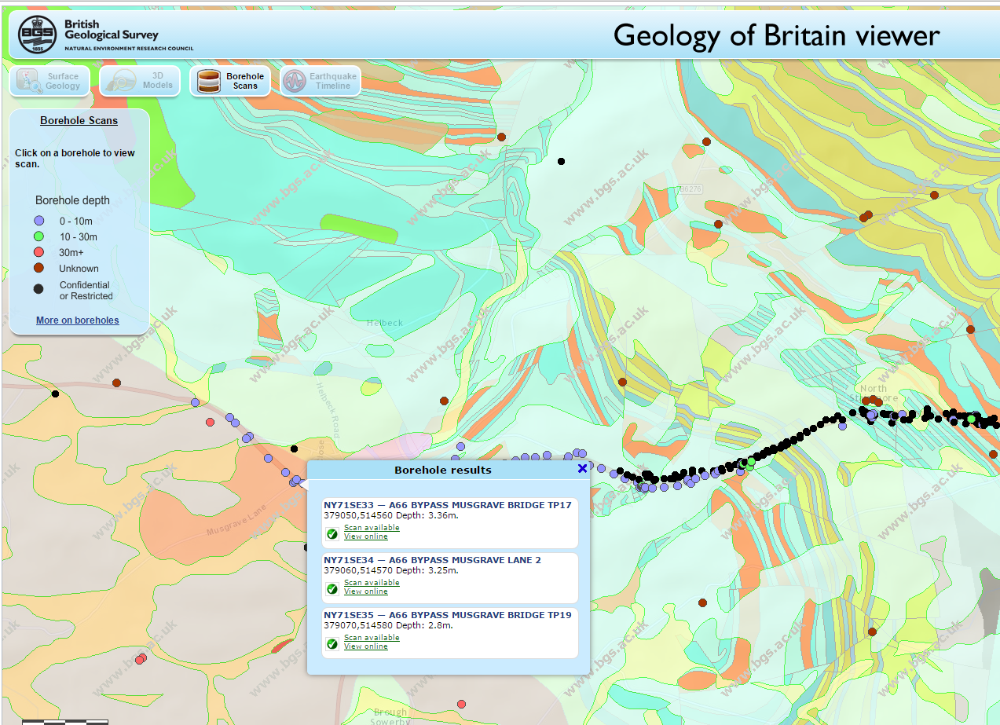 British
Geological Survey
NATURAL ENVIRONMENT RESEARCH COUNCIL
BGS
1835
Geology of Britain viewer
Surface
Geology
3D
Models
Borehole
Scans
Earthquake
Timeline
Borehole Scans
Click on a borehole to view
scan.
Borehole depth
0 - 10m
10 - 30m
30m+
Unknown
Confidential
or Restricted
More on boreholes
www.bgs.ac.uk
B6276
Helbeck
Helbeck Road
North
Stainmore
Musgrave Lane
Borehole results
NY71SE33 — A66 BYPASS MUSGRAVE BRIDGE TP17
379050,514560 Depth: 3.36m.
Scan available
View online
NY71SE34 — A66 BYPASS MUSGRAVE LANE 2
379060,514570 Depth: 3.25m.
Scan available
View online
NY71SE35 — A66 BYPASS MUSGRAVE BRIDGE TP19
379070,514580 Depth: 2.8m.
Scan available
View online
Brough
Sowerby